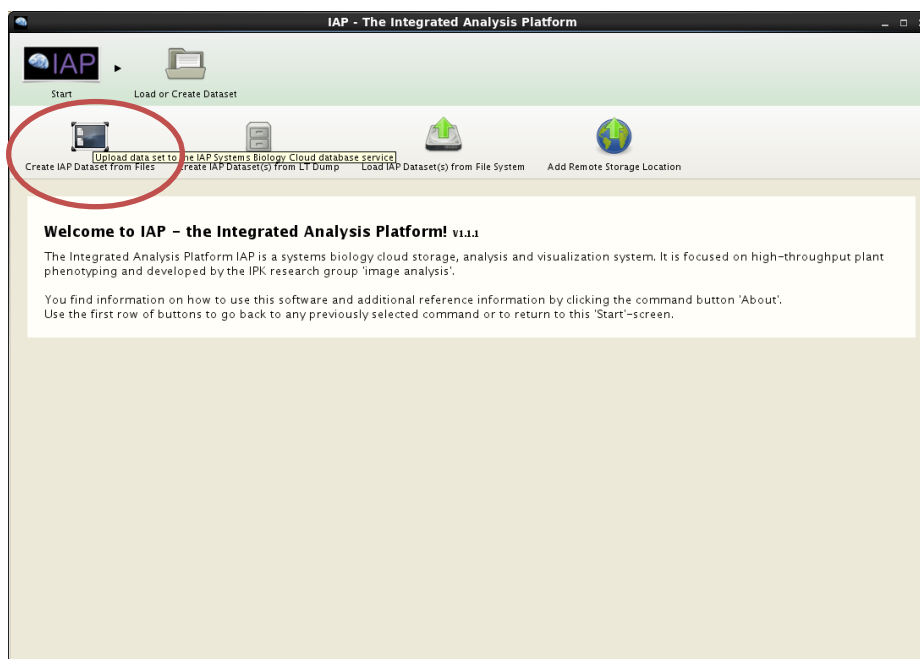 IAP - The Integrated Analysis Platform
IAP
Start
Load or Create Dataset
Upload data set to the IAP Systems Biology Cloud database service
Create IAP Dataset from Files
Create IAP Dataset(s) from LT Dump
Load IAP Dataset(s) from File System
Add Remote Storage Location
Welcome to IAP – the Integrated Analysis Platform! V1.1.1
The Integrated Analysis Platform IAP is a systems biology cloud storage, analysis and visualization system. It is focused on high-throughput plant
phenotyping and developed by the IPK research group 'image analysis'.
You find information on how to use this software and additional reference information by clicking the command button 'About'.
Use the first row of buttons to go back to any previously selected command or to return to this 'Start'-screen.